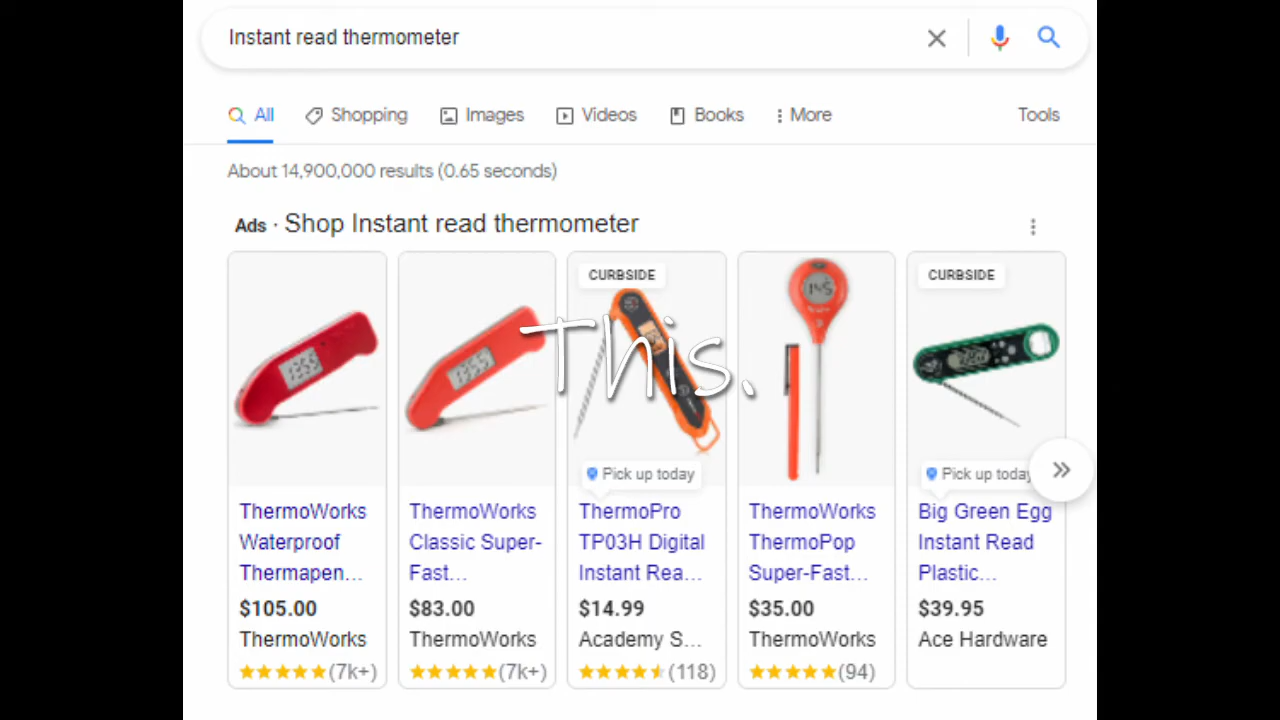 Instant read thermometer
All Shopping Images Videos Books More Tools
About 14,900,000 results (0.65 seconds)
Ads · Shop Instant read thermometer
CURBSIDE CURBSIDE
This.
Pick up today Pick up today
ThermoWorks Waterproof Thermapen...
$105.00
ThermoWorks
(7k+)
ThermoWorks Classic Super-Fast...
$83.00
ThermoWorks
(7k+)
ThermoPro TP03H Digital Instant Rea...
$14.99
Academy S...
(118)
ThermoWorks ThermoPop Super-Fast...
$35.00
ThermoWorks
(94)
Big Green Egg Instant Read Plastic...
$39.95
Ace Hardware